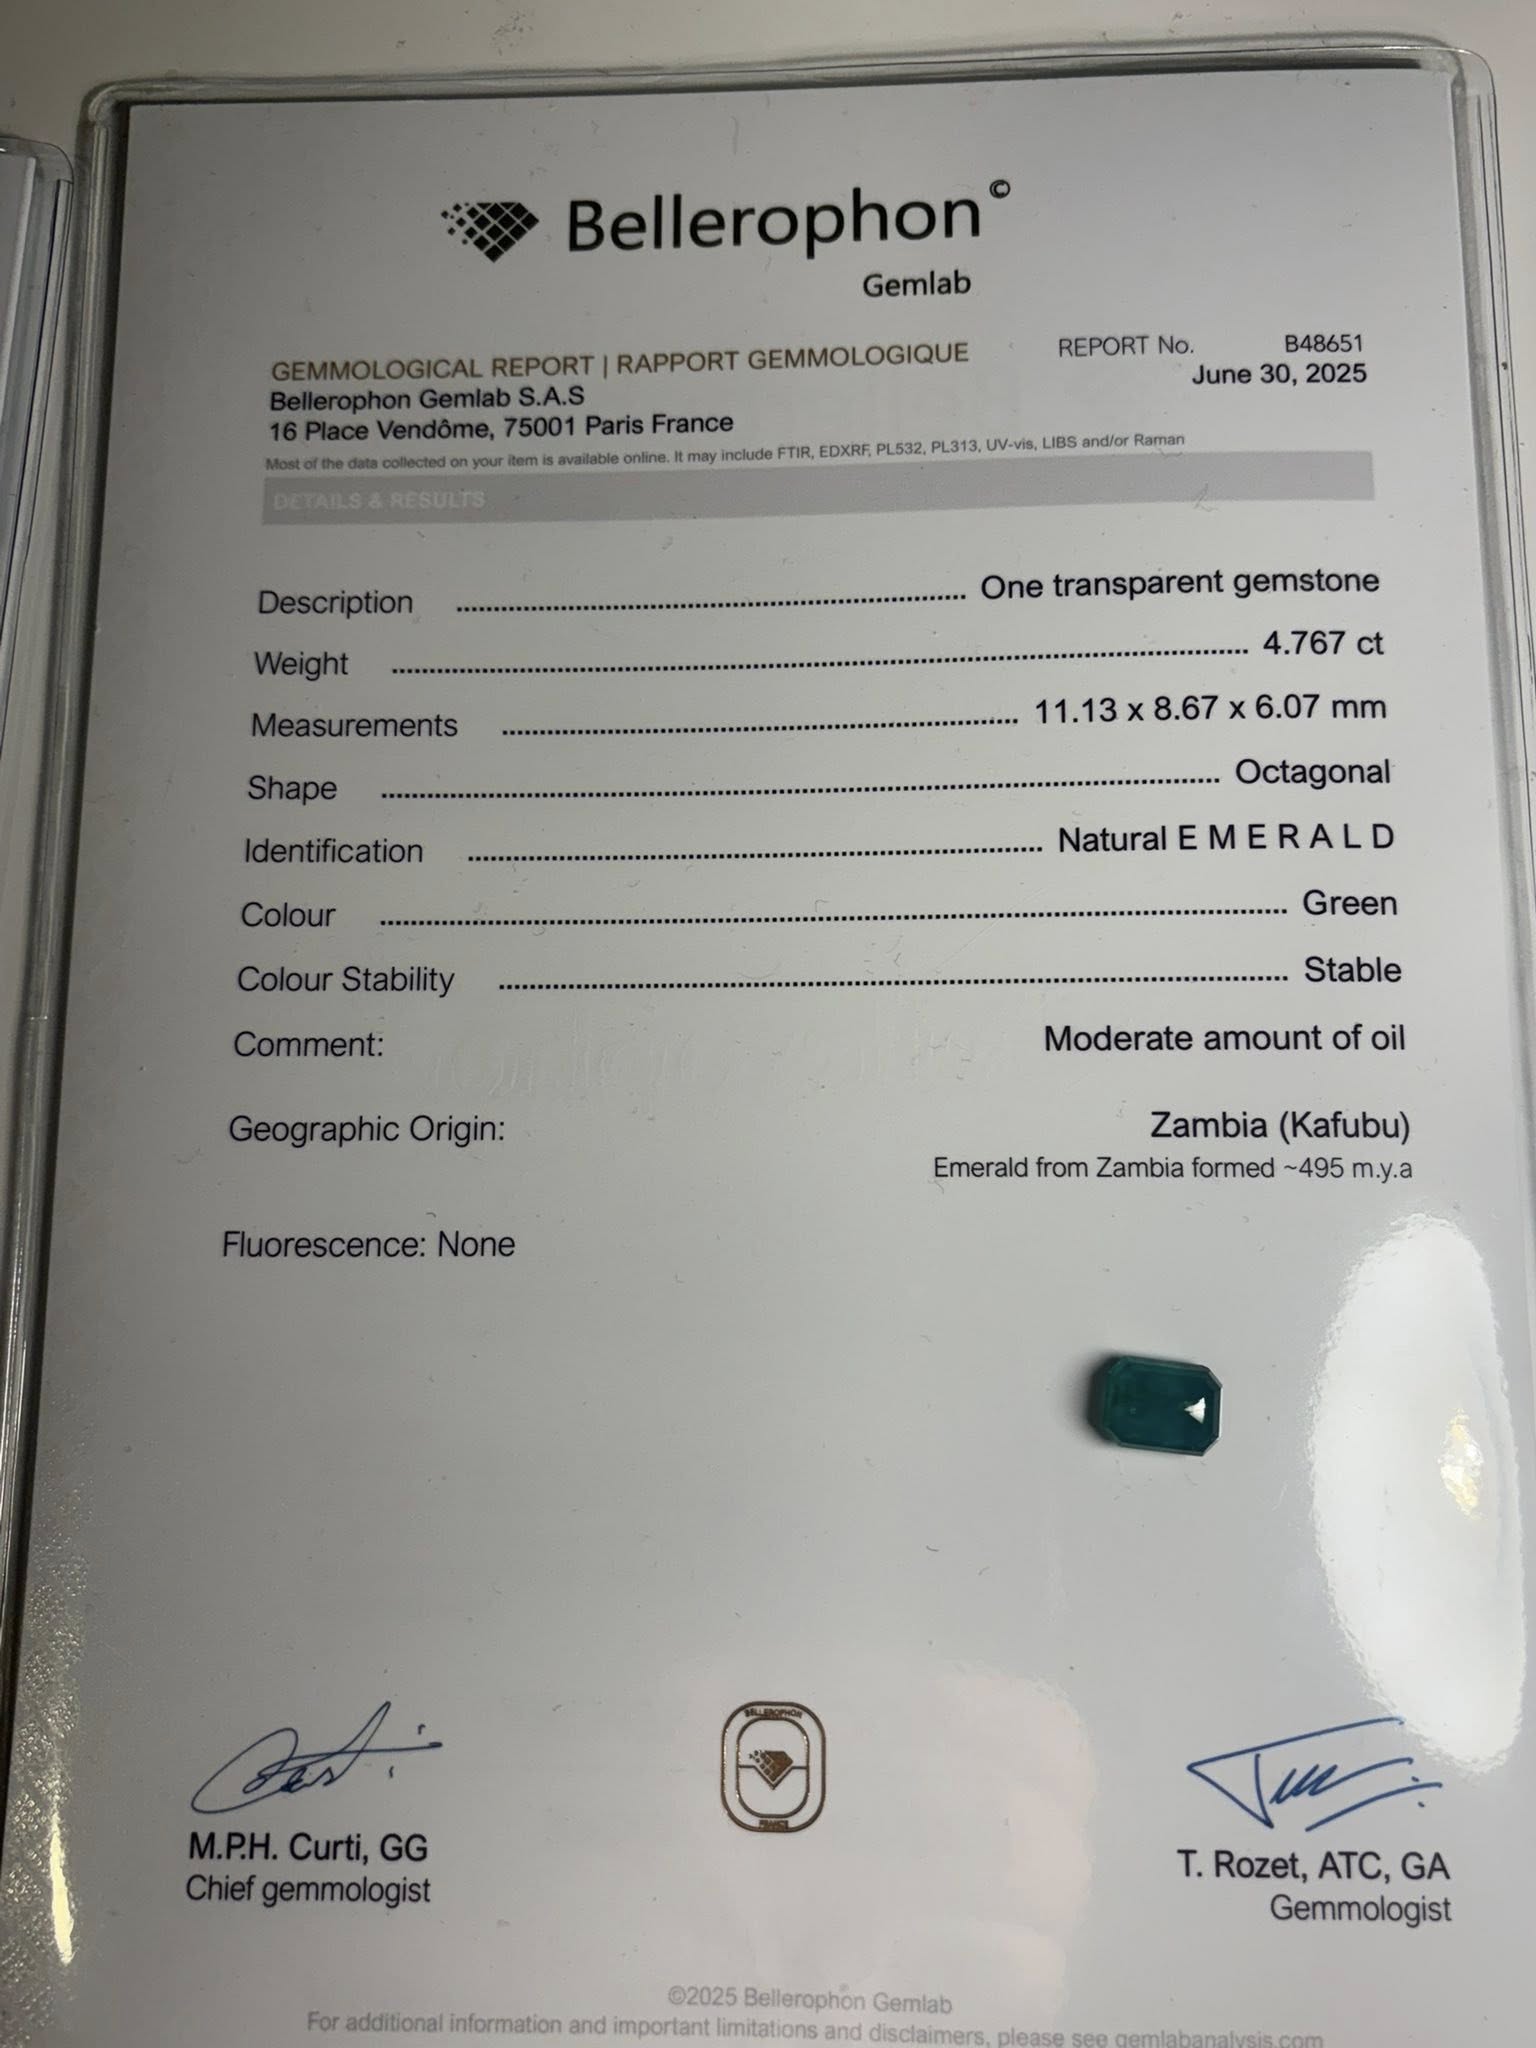 Bellerophon©
Gemlab
GEMMOLOGICAL REPORT | RAPPORT GEMMOLOGIQUE
REPORT No. B48651
Bellerophon Gemlab S.A.S
June 30, 2025
16 Place Vendôme, 75001 Paris France
Most of the data collected on your item is available online. It may include FTIR, EDXRF, PL532, PL313, UV-vis, LIBS and/or Raman
DETAILS & RESULTS
Description One transparent gemstone
Weight 4.767 ct
Measurements 11.13 x 8.67 x 6.07 mm
Shape Octagonal
Identification Natural E M E R A L D
Colour Green
Colour Stability Stable
Comment: Moderate amount of oil
Geographic Origin: Zambia (Kafubu)
Emerald from Zambia formed ~495 m.y.a
Fluorescence: None
BELLEROPHON
FRANCE
M.P.H. Curti, GG
Chief gemmologist
T. Rozet, ATC, GA
Gemmologist
©2025 Bellerophon Gemlab
For additional information and important limitations and disclaimers, please see gemlabanalysis.com